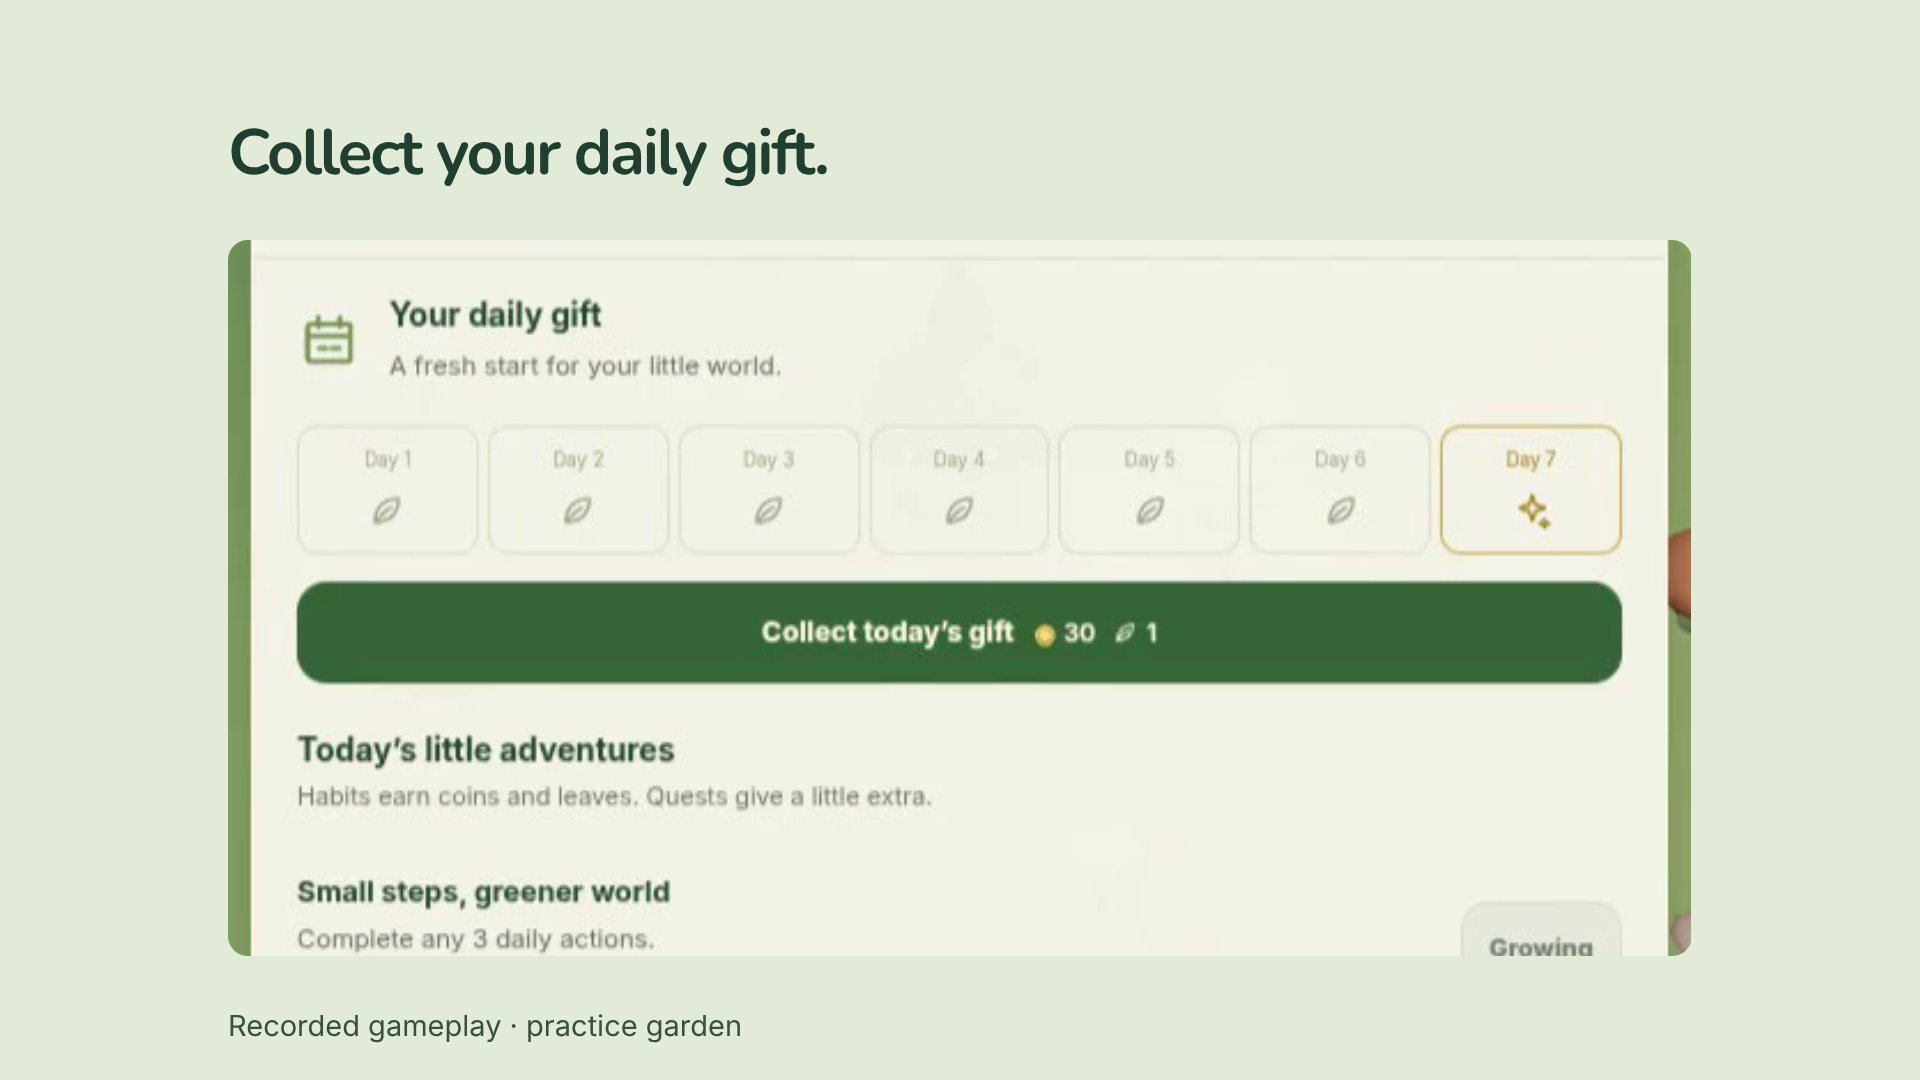 Collect your daily gift.
Your daily gift
A fresh start for your little world.
Day 1 Day 2 Day 3 Day 4 Day 5 Day 6 Day 7
Collect today’s gift 30 1
Today’s little adventures
Habits earn coins and leaves. Quests give a little extra.
Small steps, greener world
Complete any 3 daily actions.
Growing
Recorded gameplay · practice garden